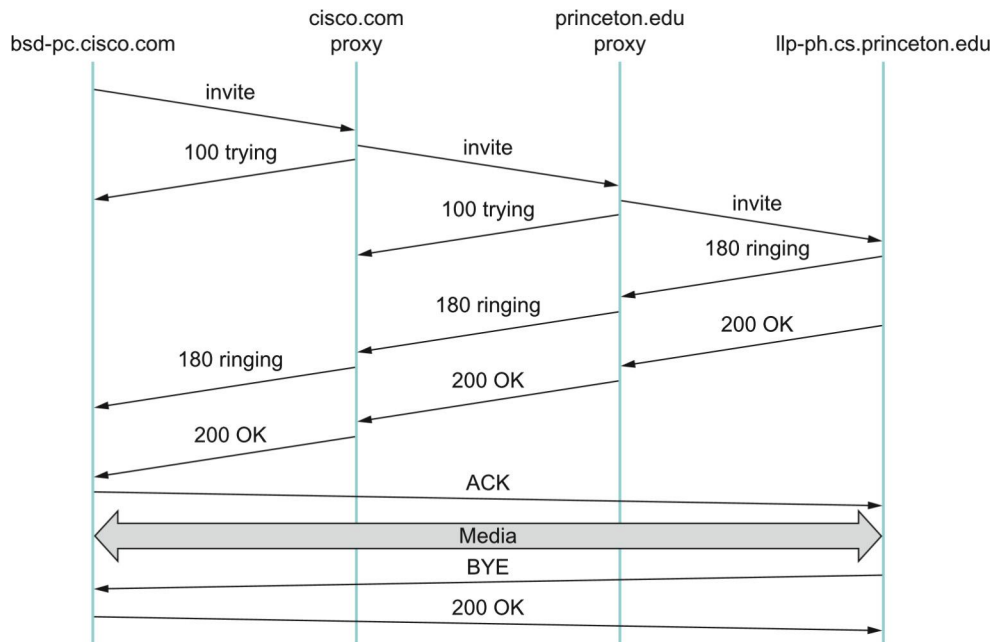 cisco.com
princeton.edu
bsd-pc.cisco.com
proxy
proxy
llp-ph.cs.princeton.edu
invite
100 trying
invite
100 trying
invite
180 ringing
180 ringing
200 OK
180 ringing
200 OK
200 OK
ACK
Media
BYE
200 OK